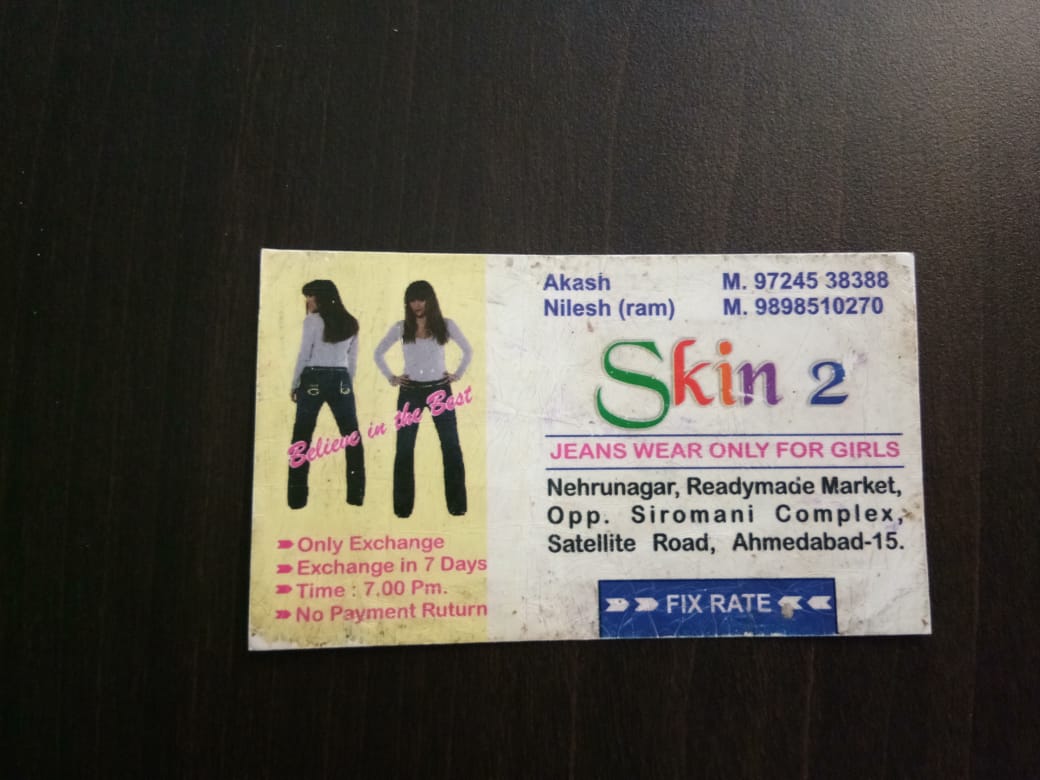 Akash M. 97245 38388
Nilesh (ram) M. 9898510270
Skin 2
JEANS WEAR ONLY FOR GIRLS
Nehrunagar, Readymade Market,
Opp. Siromani Complex,
Satellite Road, Ahmedabad-15.
FIX RATE
Believe in the Best
Only Exchange
Exchange in 7 Days
Time : 7.00 Pm.
No Payment Ruturn